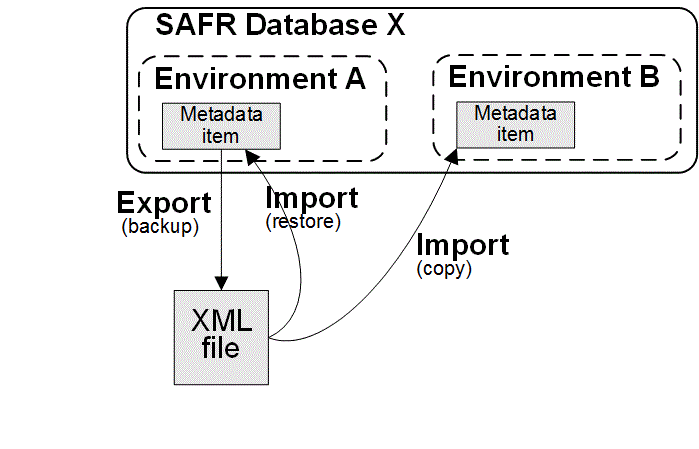 SAFR Database X
Environment A
Environment B
Metadata
item
Metadata
item
Export
(backup)
Import
(restore)
Import
(copy)
XML
file